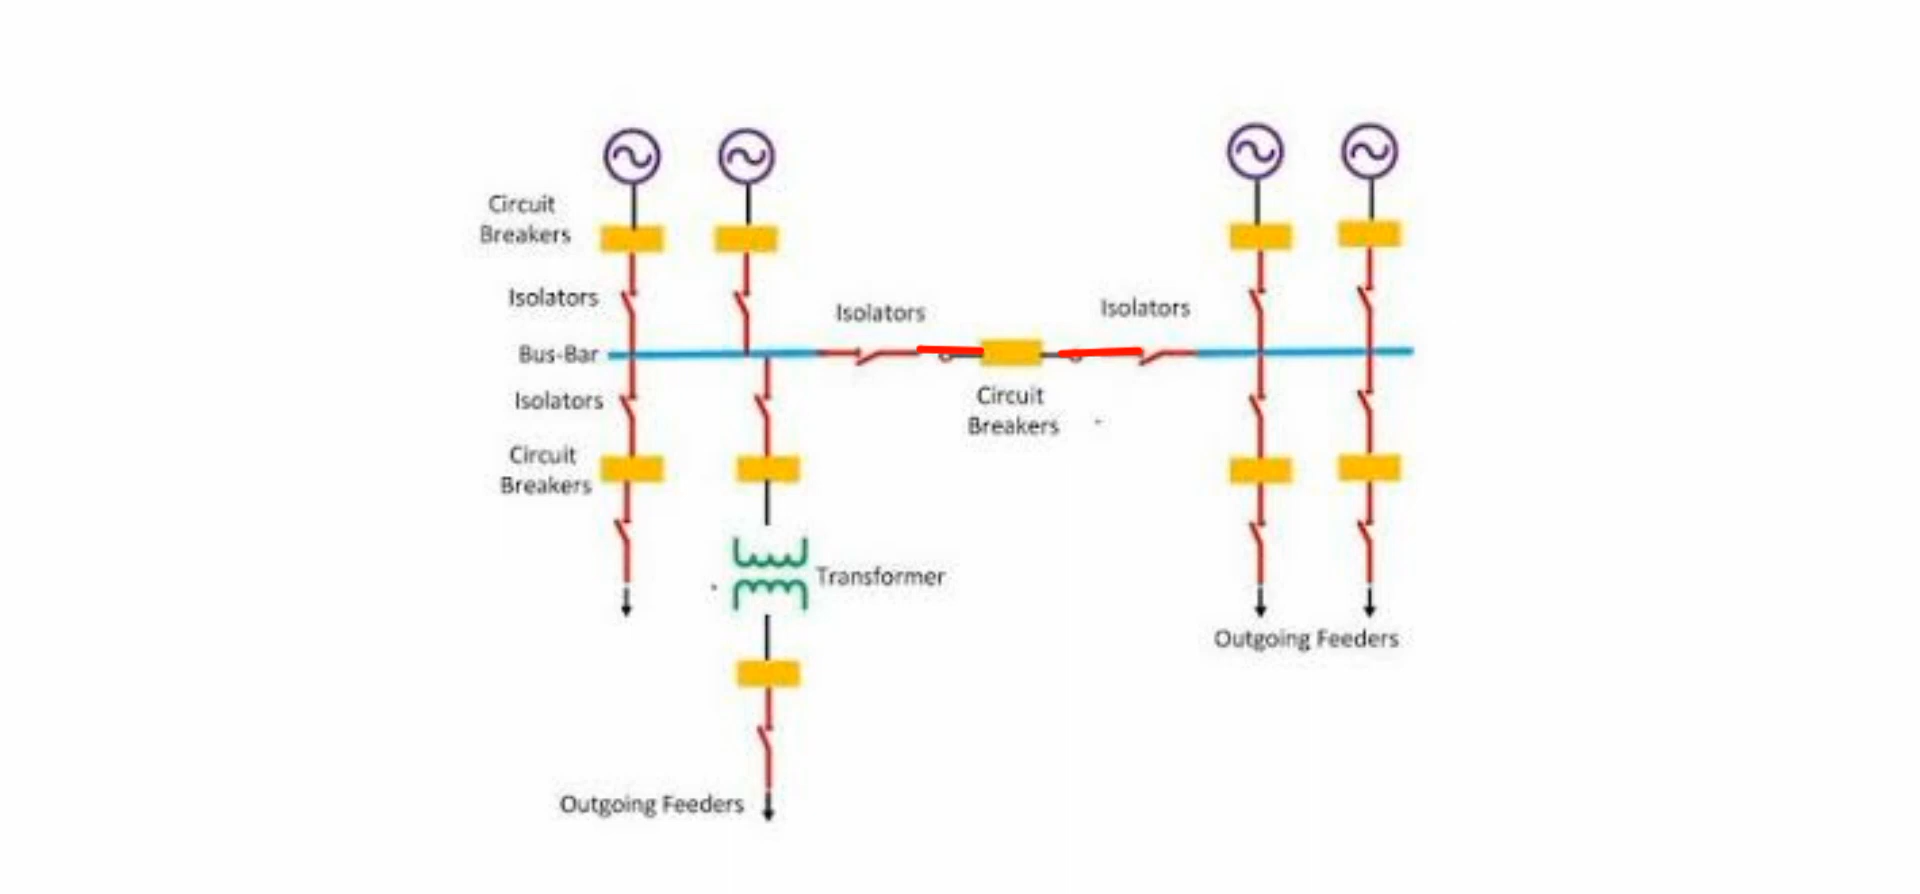 Circuit
Breakers
Isolators
Isolators
Isolators
Bus-Bar
Isolators
Circuit
Breakers
Circuit
Breakers
Transformer
Outgoing Feeders
Outgoing Feeders